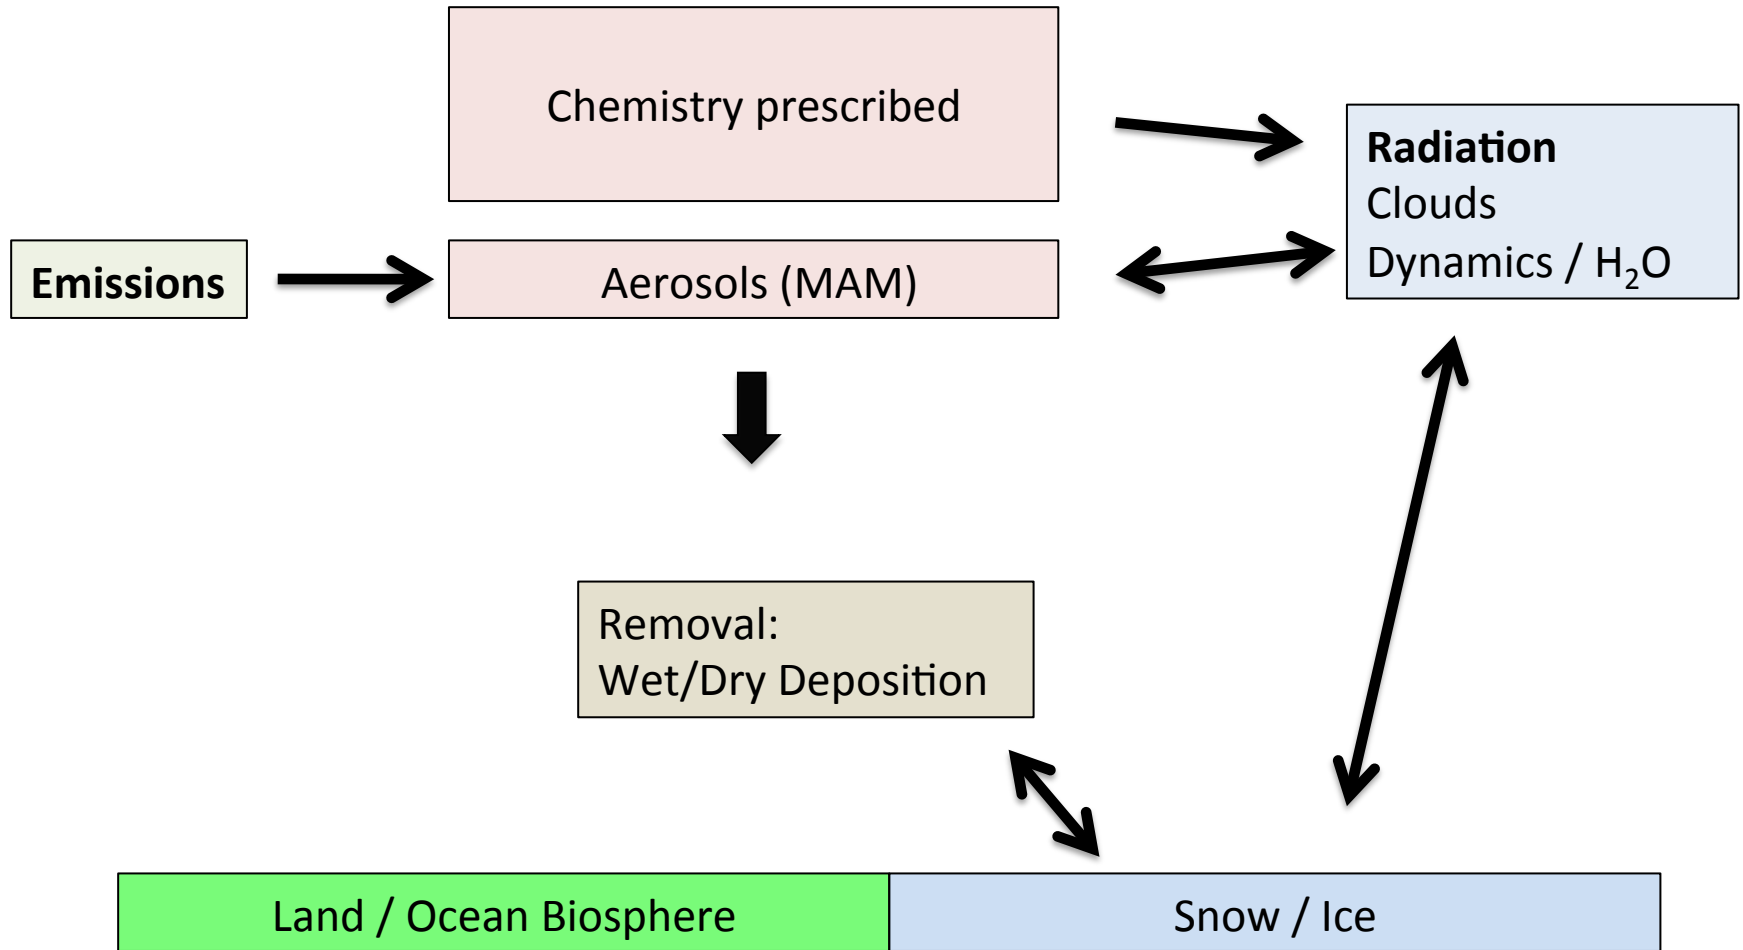 Chemistry prescribed
Radiation
Clouds
Dynamics / H₂O
Emissions
Aerosols (MAM)
Removal:
Wet/Dry Deposition
Land / Ocean Biosphere
Snow / Ice